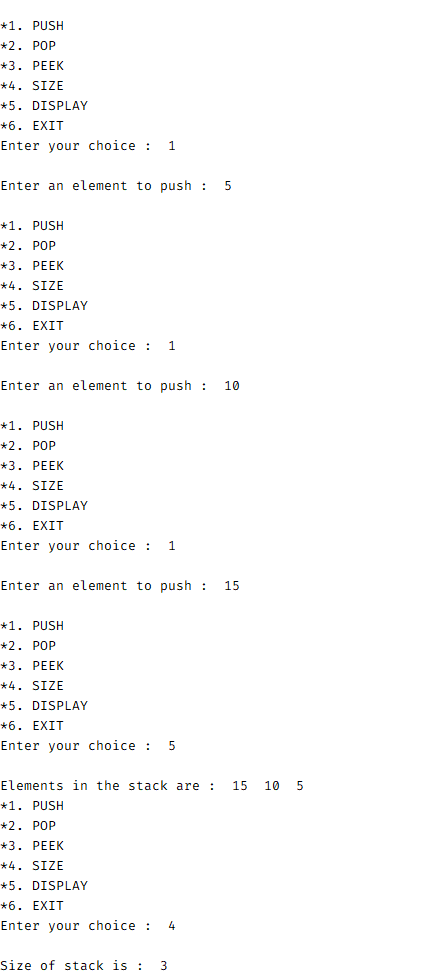 *1. PUSH
*2. POP
*3. PEEK
*4. SIZE
*5. DISPLAY
*6. EXIT
Enter your choice :  1
Enter an element to push :  5
*1. PUSH
*2. POP
*3. PEEK
*4. SIZE
*5. DISPLAY
*6. EXIT
Enter your choice :  1
Enter an element to push :  10
*1. PUSH
*2. POP
*3. PEEK
*4. SIZE
*5. DISPLAY
*6. EXIT
Enter your choice :  1
Enter an element to push :  15
*1. PUSH
*2. POP
*3. PEEK
*4. SIZE
*5. DISPLAY
*6. EXIT
Enter your choice :  5
Elements in the stack are :  15  10  5
*1. PUSH
*2. POP
*3. PEEK
*4. SIZE
*5. DISPLAY
*6. EXIT
Enter your choice :  4
Size of stack is :  3